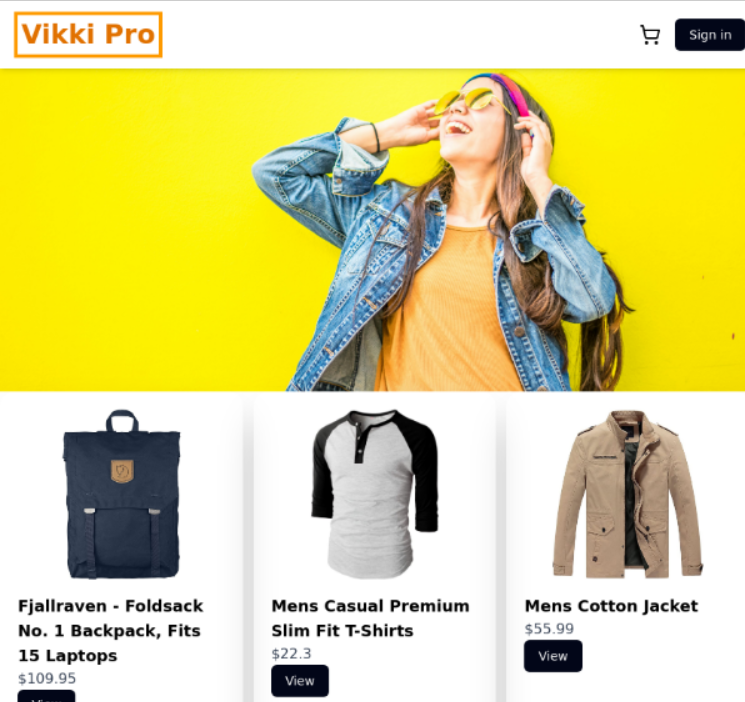 Vikki Pro
Sign in
Fjallraven - Foldsack
No. 1 Backpack, Fits
15 Laptops
$109.95
View
Mens Casual Premium
Slim Fit T-Shirts
$22.3
View
Mens Cotton Jacket
$55.99
View